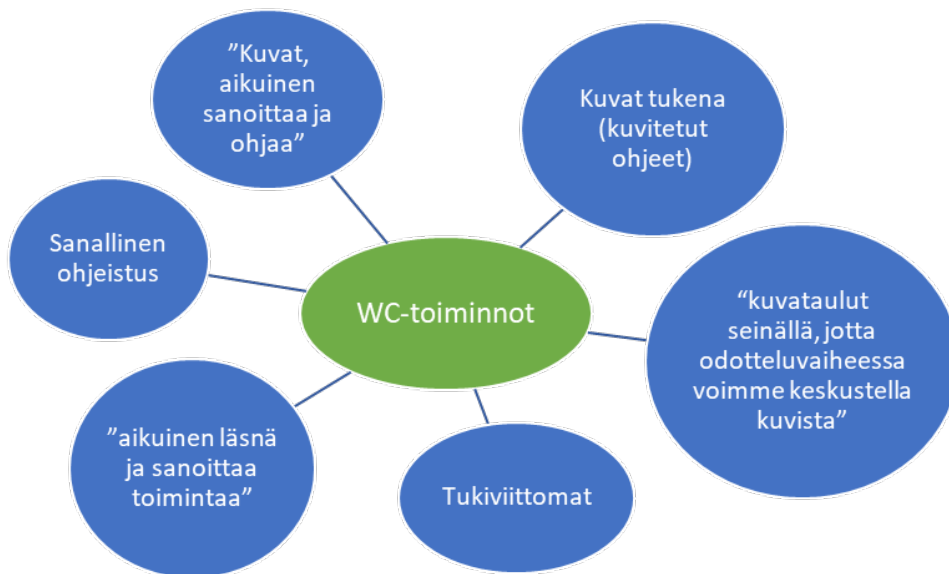 ”Kuvat,
aikuinen
sanoittaa ja
ohjaa”
Kuvat tukena
(kuvitetut
ohjeet)
Sanallinen
ohjeistus
WC-toiminnot
“kuvataulut
seinällä, jotta
odotteluvaiheessa
voimme keskustella
kuvista”
”aikuinen läsnä
ja sanoittaa
toimintaa”
Tukiviittomat